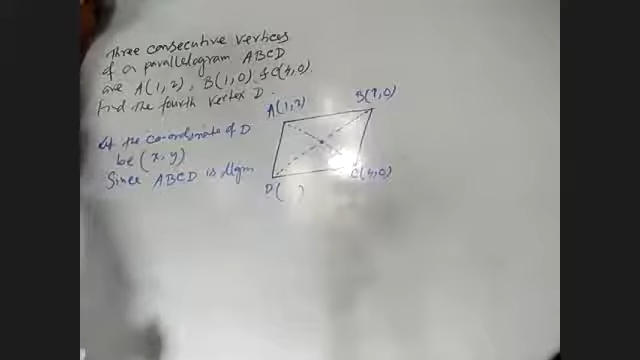 Three consecutive vertices
of a parallelogram ABCD
are A(1,2), B(1,0) & C(4,0).
Find the fourth vertex D.
A(1,2)
B(1,0)
Let the co-ordinate of D
be (x,y)
Since ABCD is llgm
C(4,0)
D( )